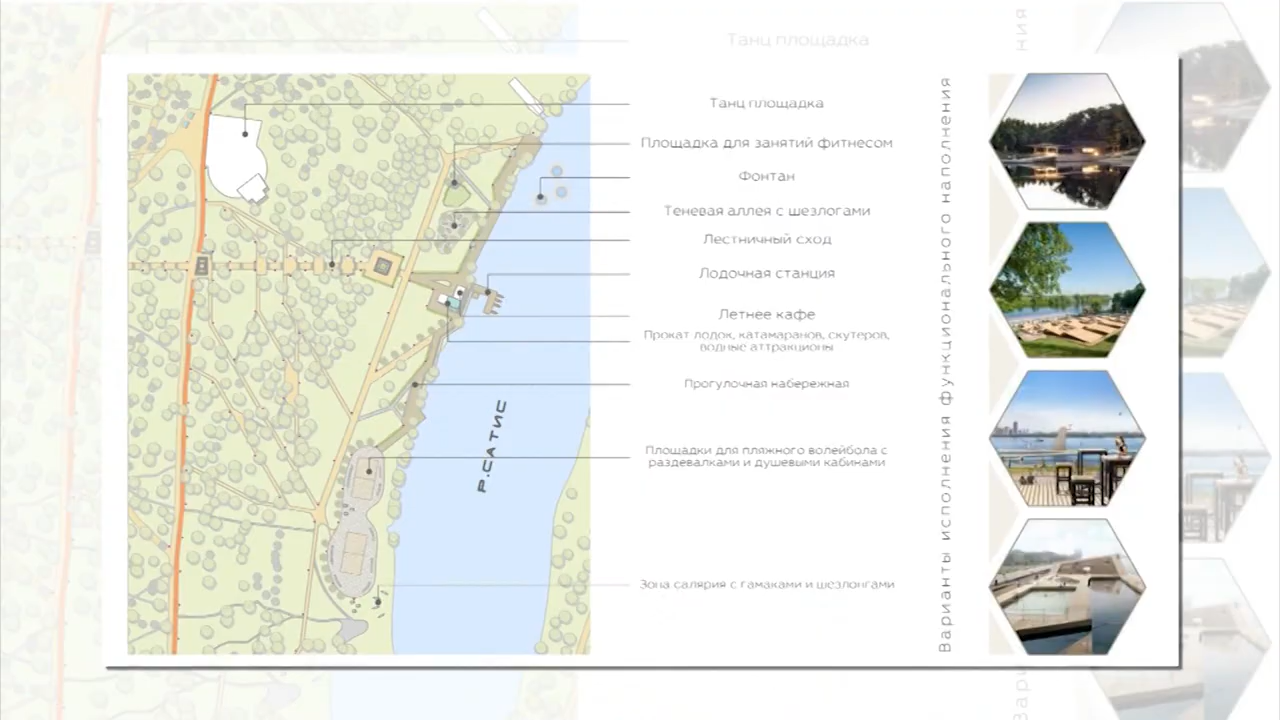 Танц площадка
Танц площадка
Площадка для занятий фитнесом
Фонтан
Теневая аллея с шезлогами
Лестничный сход
Лодочная станция
Летнее кафе
Прокат лодок, катамаранов, скутеров,
водные аттракционы
Прогулочная набережная
Площадки для пляжного волейбола с
раздевалками и душевыми кабинами
Зона салярия с гамаками и шезлонгами
Р.САТИС
Варианты исполнения функционального наполнения